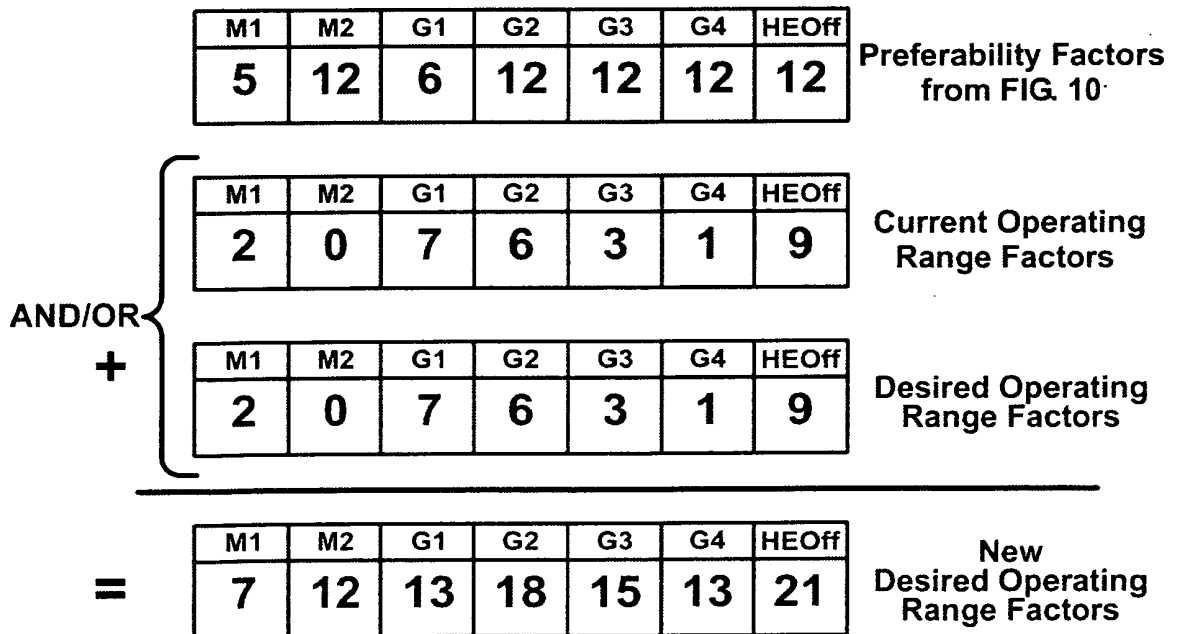 M1 M2 G1 G2 G3 G4 HEOff
5 12 6 12 12 12 12
Preferability Factors
from FIG. 10
M1 M2 G1 G2 G3 G4 HEOff
2 0 7 6 3 1 9
Current Operating
Range Factors
AND/OR
+
M1 M2 G1 G2 G3 G4 HEOff
2 0 7 6 3 1 9
Desired Operating
Range Factors
=
M1 M2 G1 G2 G3 G4 HEOff
7 12 13 18 15 13 21
New
Desired Operating
Range Factors